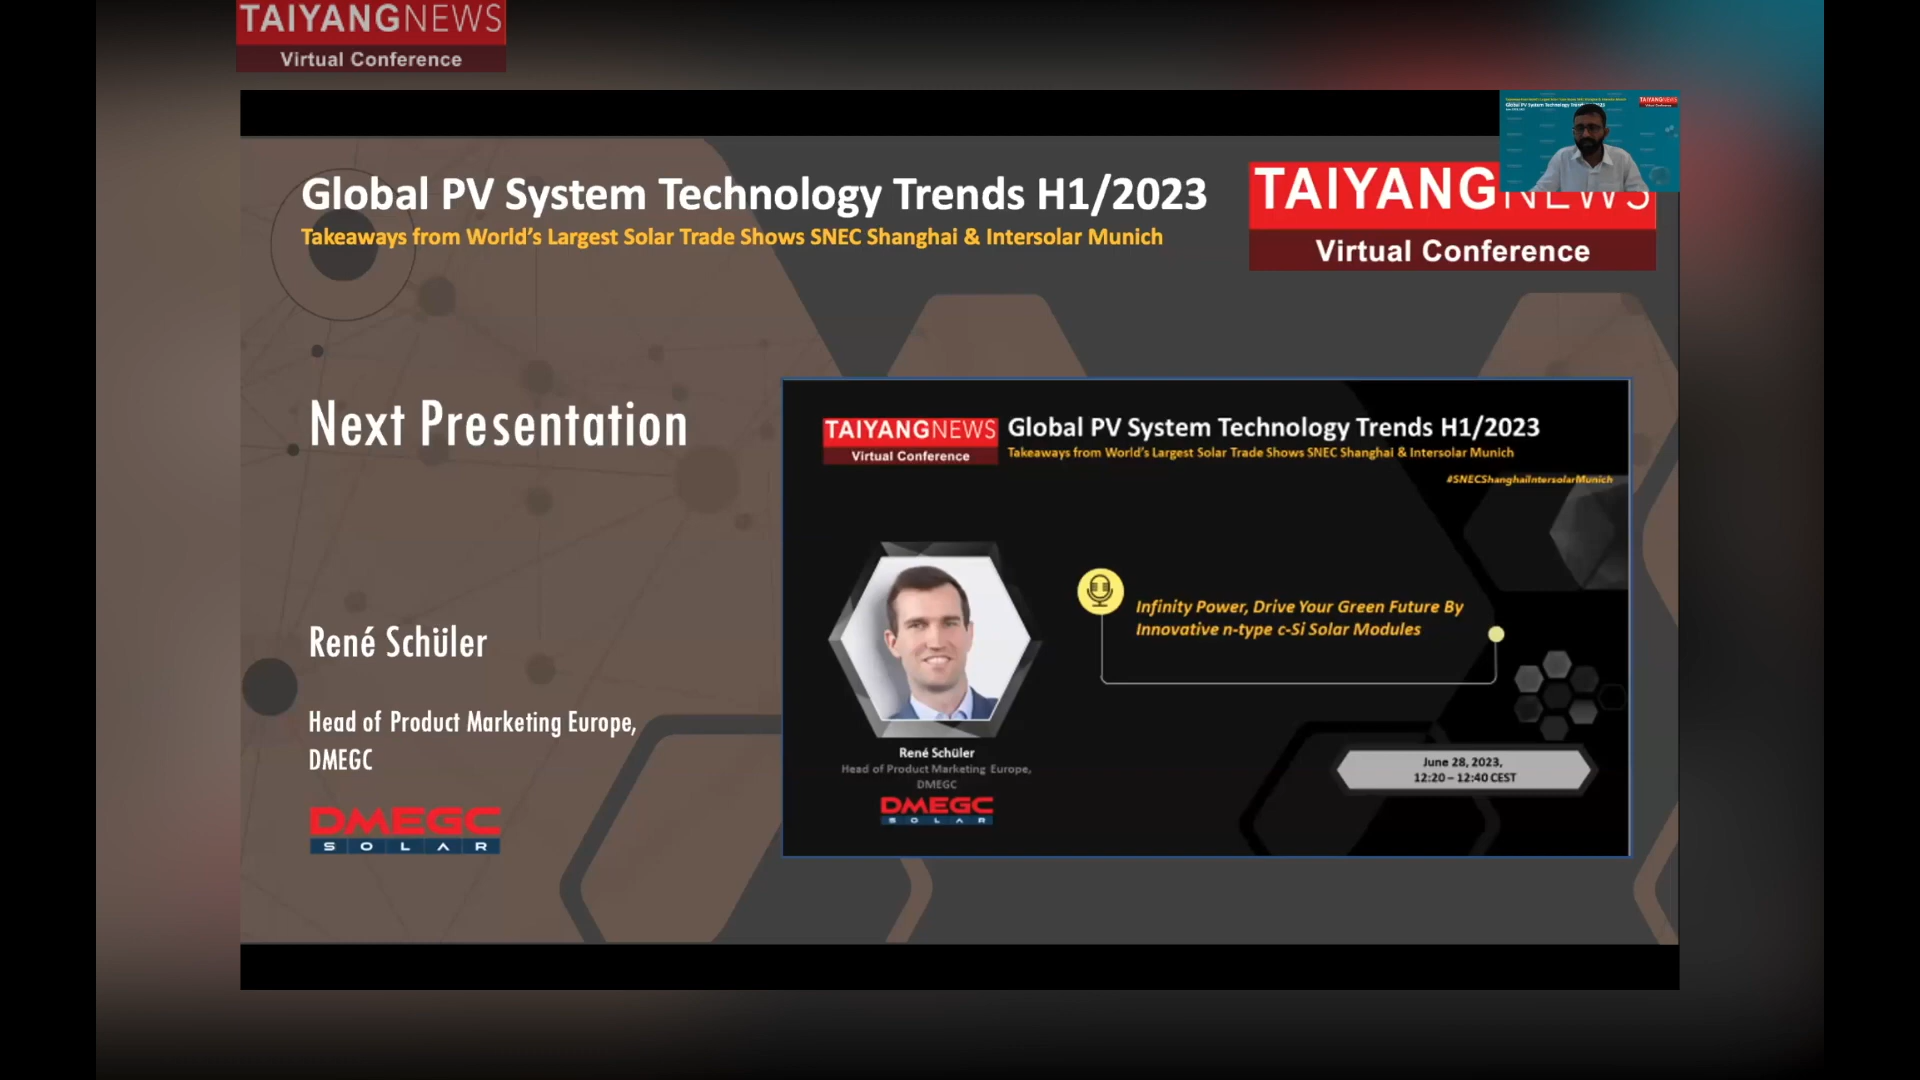 TAIYANGNEWS
Virtual Conference
Global PV System Technology Trends H1/2023
Takeaways from World's Largest Solar Trade Shows SNEC Shanghai & Intersolar Munich
TAIYANGNEWS
Virtual Conference
TAIYANGNEWS
Next Presentation
René Schüler
Head of Product Marketing Europe,
DMEGC
DMEGC
SOLAR
TAIYANGNEWS
Virtual Conference
Global PV System Technology Trends H1/2023
Takeaways from World's Largest Solar Trade Shows SNEC Shanghai & Intersolar Munich
#SNECShanghaiIntersolarMunich
Infinity Power, Drive Your Green Future By
Innovative n-type c-Si Solar Modules
René Schüler
Head of Product Marketing Europe,
DMEGC
DMEGC
SOLAR
June 28, 2023,
12:20 – 12:40 CEST